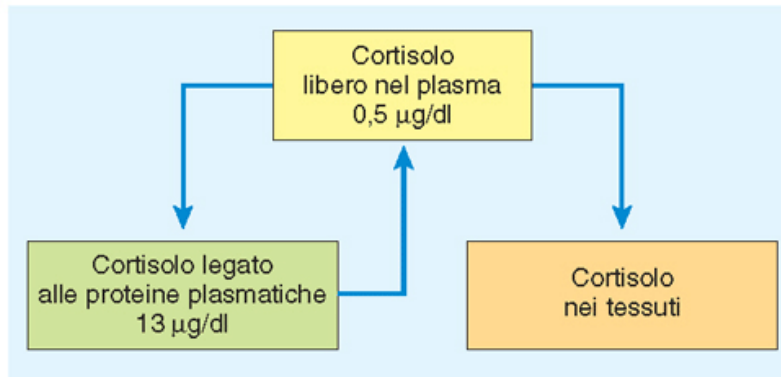 Cortisolo
libero nel plasma
0,5 μg/dl
Cortisolo legato
alle proteine plasmatiche
13 μg/dl
Cortisolo
nei tessuti